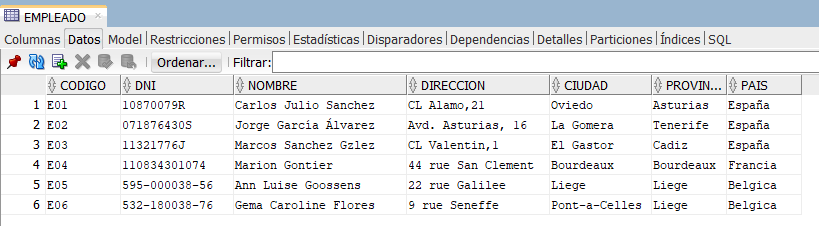 EMPLEADO
Columnas Datos Model Restricciones Permisos Estadísticas Disparadores Dependencias Detalles Particiones Índices SQL
Ordenar... Filtrar:
CODIGO DNI NOMBRE DIRECCION CIUDAD PROVIN... PAIS
1 E01 10870079R Carlos Julio Sanchez CL Alamo,21 Oviedo Asturias España
2 E02 071876430S Jorge García Álvarez Avd. Asturias, 16 La Gomera Tenerife España
3 E03 11321776J Marcos Sanchez Gzlez CL Valentin,1 El Gastor Cadiz España
4 E04 110834301074 Marion Gontier 44 rue San Clement Bourdeaux Bourdeaux Francia
5 E05 595-000038-56 Ann Luise Goossens 22 rue Galilee Liege Liege Belgica
6 E06 532-180038-76 Gema Caroline Flores 9 rue Seneffe Pont-a-Celles Liege Belgica